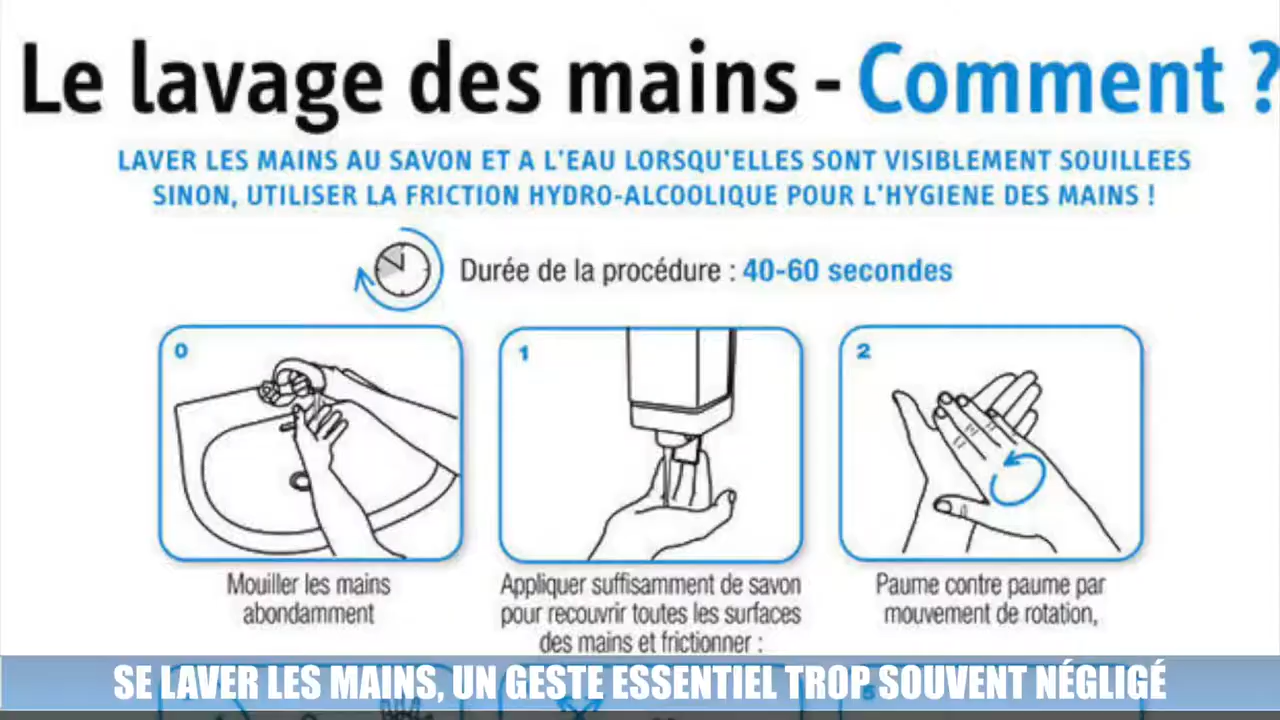 Le lavage des mains - Comment ?
LAVER LES MAINS AU SAVON ET A L'EAU LORSQU'ELLES SONT VISIBLEMENT SOUILLEES
SINON, UTILISER LA FRICTION HYDRO-ALCOOLIQUE POUR L'HYGIENE DES MAINS !
Durée de la procédure : 40-60 secondes
0
1
2
Mouiller les mains
abondamment
Appliquer suffisamment de savon
pour recouvrir toutes les surfaces
des mains et frictionner :
Paume contre paume par
mouvement de rotation,
SE LAVER LES MAINS, UN GESTE ESSENTIEL TROP SOUVENT NÉGLIGÉ